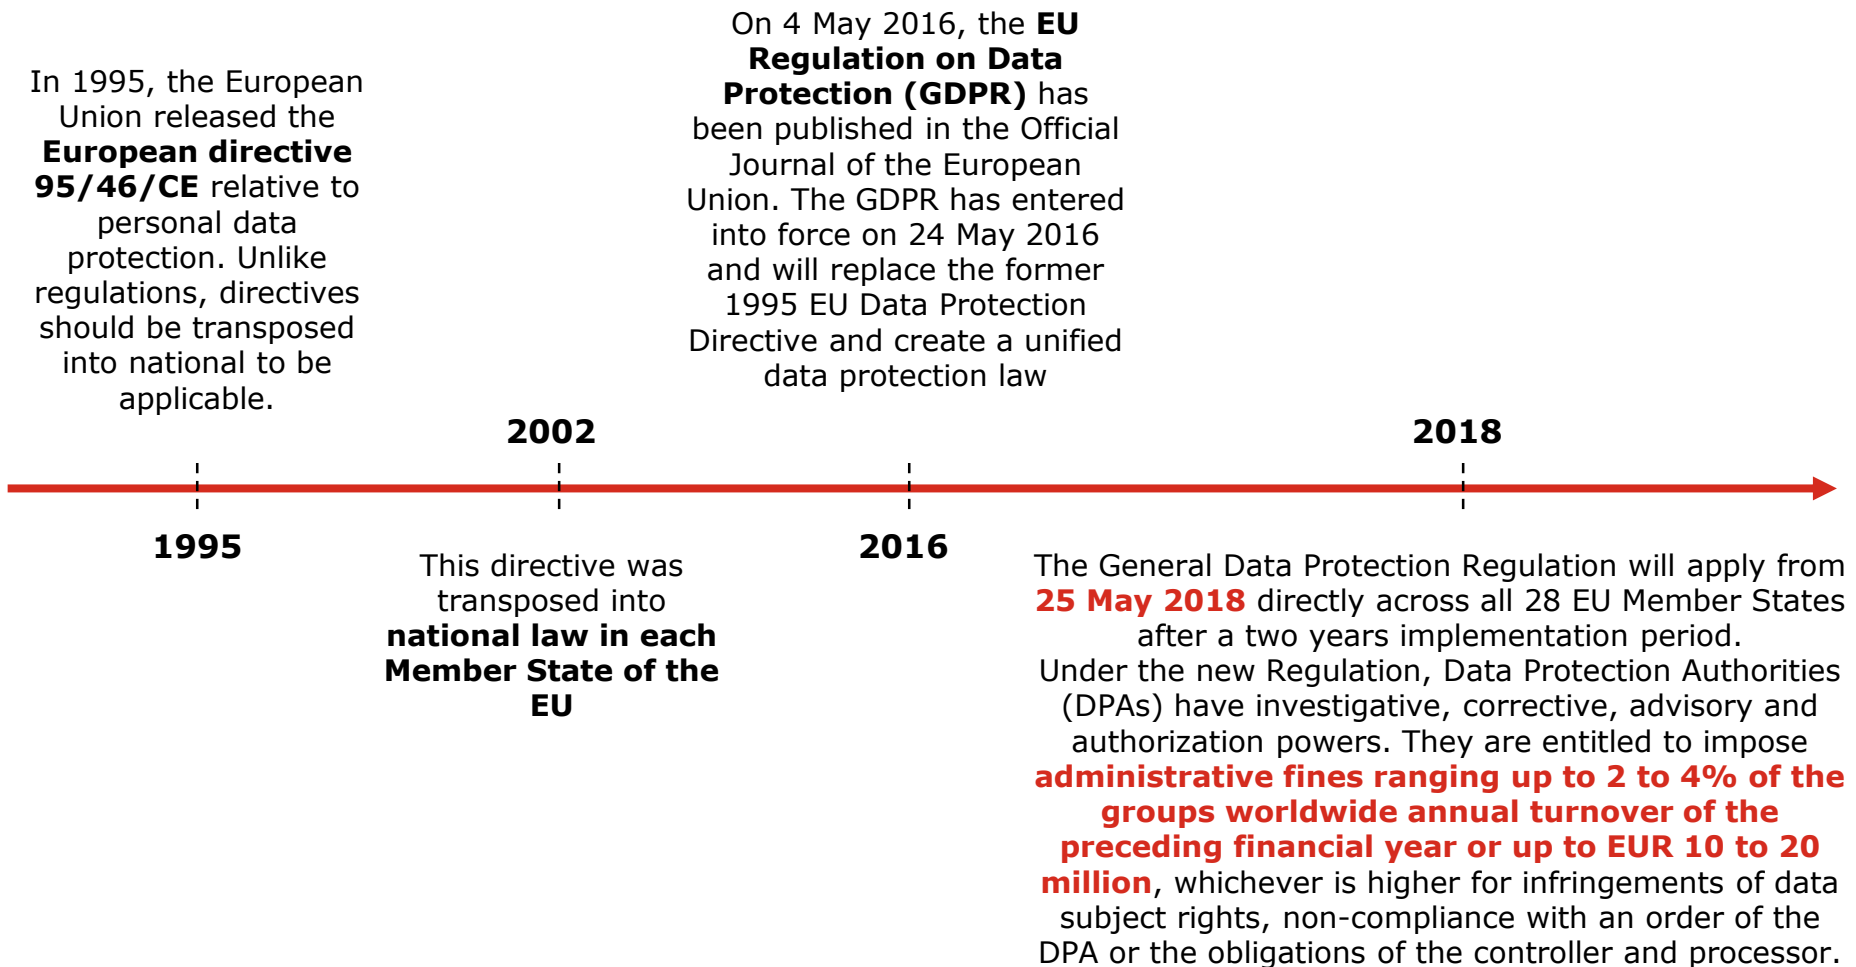 In 1995, the European
Union released the
European directive
95/46/CE relative to
personal data
protection. Unlike
regulations, directives
should be transposed
into national to be
applicable.
1995
2002
This directive was
transposed into
national law in each
Member State of the
EU
On 4 May 2016, the EU
Regulation on Data
Protection (GDPR) has
been published in the Official
Journal of the European
Union. The GDPR has entered
into force on 24 May 2016
and will replace the former
1995 EU Data Protection
Directive and create a unified
data protection law
2016
2018
The General Data Protection Regulation will apply from
25 May 2018 directly across all 28 EU Member States
after a two years implementation period.
Under the new Regulation, Data Protection Authorities
(DPAs) have investigative, corrective, advisory and
authorization powers. They are entitled to impose
administrative fines ranging up to 2 to 4% of the
groups worldwide annual turnover of the
preceding financial year or up to EUR 10 to 20
million, whichever is higher for infringements of data
subject rights, non-compliance with an order of the
DPA or the obligations of the controller and processor.